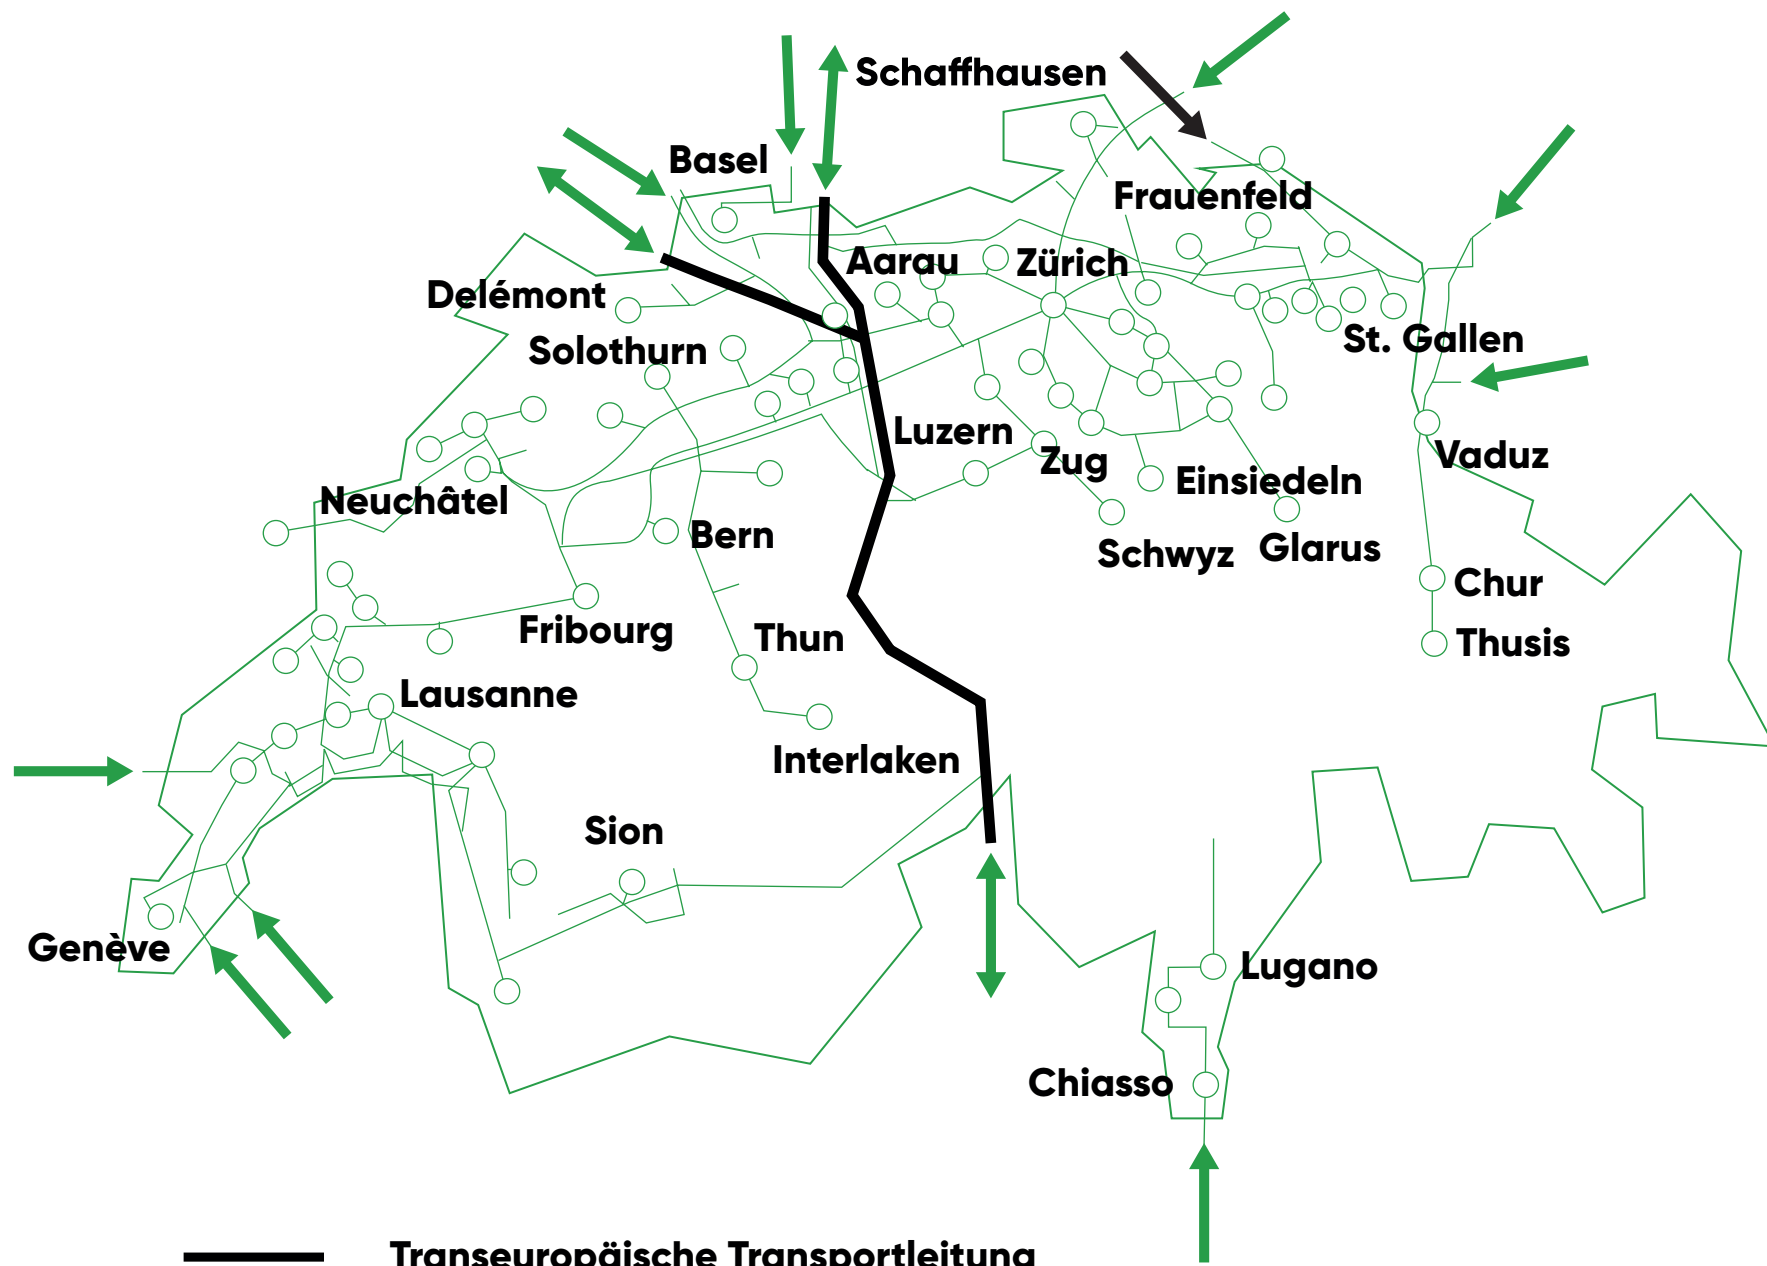 Schaffhausen
Basel
Frauenfeld
Aarau
Zürich
Delémont
Solothurn
St. Gallen
Luzern
Zug
Vaduz
Einsiedeln
Neuchâtel
Bern
Schwyz
Glarus
Chur
Fribourg
Thun
Thusis
Lausanne
Interlaken
Sion
Genève
Lugano
Chiasso
Transeuropäische Transportleitung